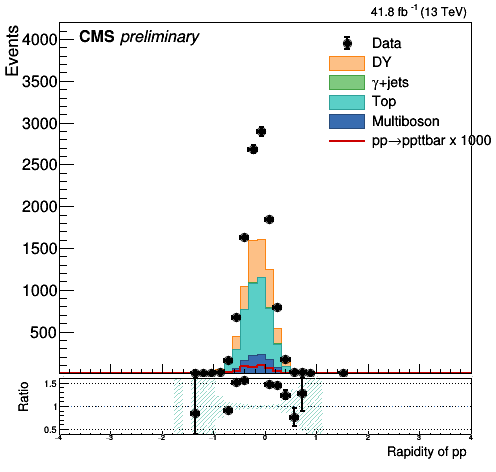 41.8 fb⁻¹ (13 TeV)
CMS preliminary
Events
4000
3500
3000
2500
2000
1500
1000
500
Data
DY
γ+jets
Top
Multiboson
pp→ppttbar x 1000
Ratio
1.5
1
0.5
-4 -3 -2 -1 0 1 2 3 4
Rapidity of pp